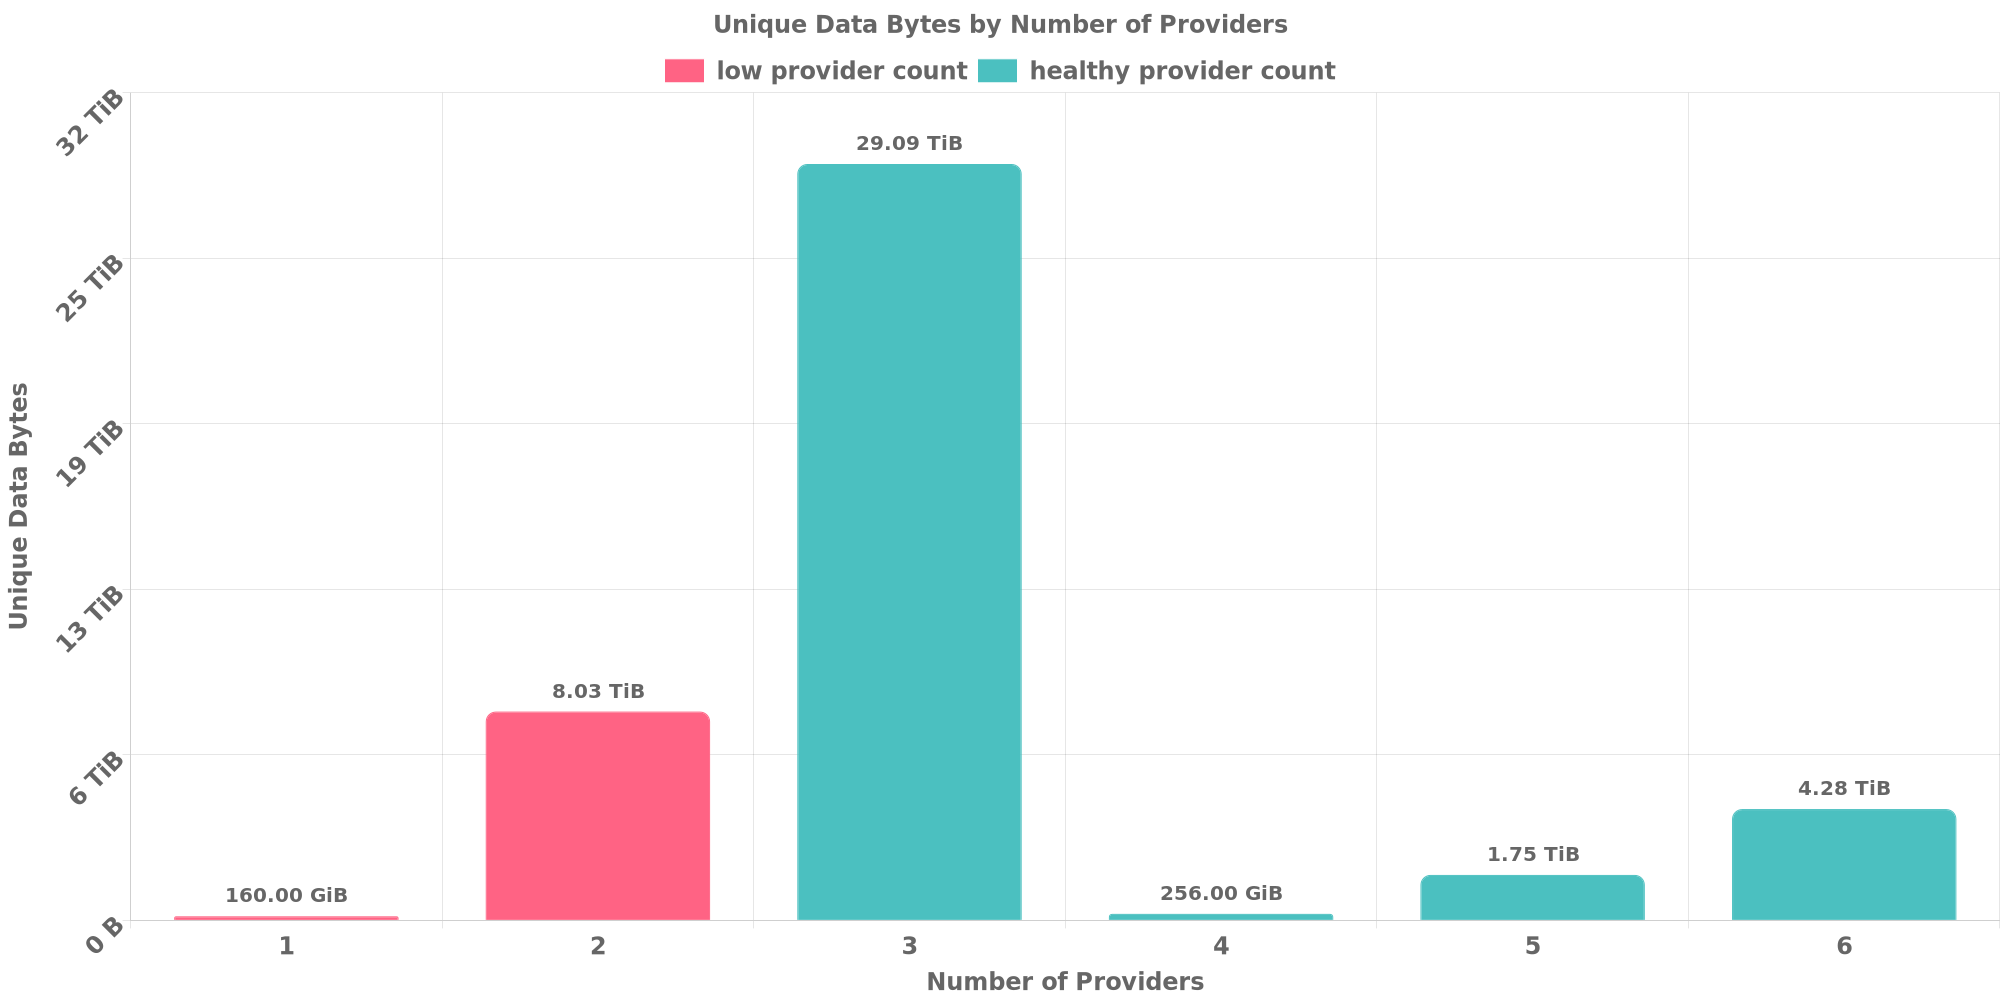 Unique Data Bytes by Number of Providers
low provider count healthy provider count
32 TiB
25 TiB
19 TiB
13 TiB
6 TiB
0 B
Unique Data Bytes
160.00 GiB
8.03 TiB
29.09 TiB
256.00 GiB
1.75 TiB
4.28 TiB
1 2 3 4 5 6
Number of Providers